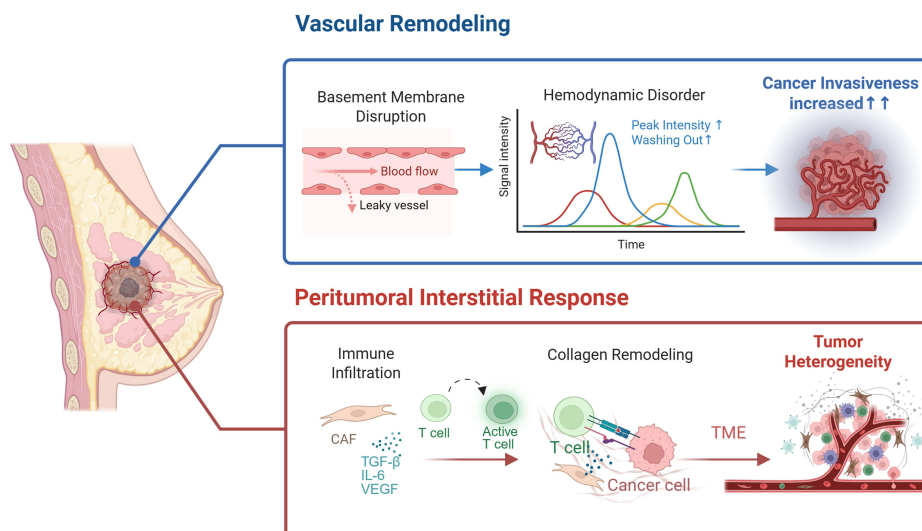 Vascular Remodeling
Basement Membrane
Disruption
Blood flow
Leaky vessel
Hemodynamic Disorder
Signal intensity
Peak Intensity ↑
Washing Out↑
Time
Cancer Invasiveness
increased↑↑
Peritumoral Interstitial Response
Immune
Infiltration
CAF
TGF-β
IL-6
VEGF
T cell
Active
T cell
Collagen Remodeling
T cell
Cancer cell
TME
Tumor
Heterogeneity